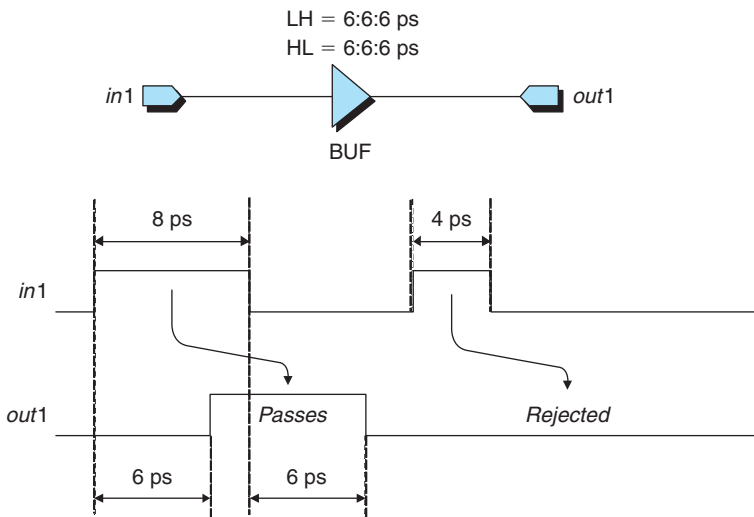 LH = 6:6:6 ps
HL = 6:6:6 ps
in1
out1
BUF
8 ps
4 ps
in1
out1
Passes
Rejected
6 ps
6 ps